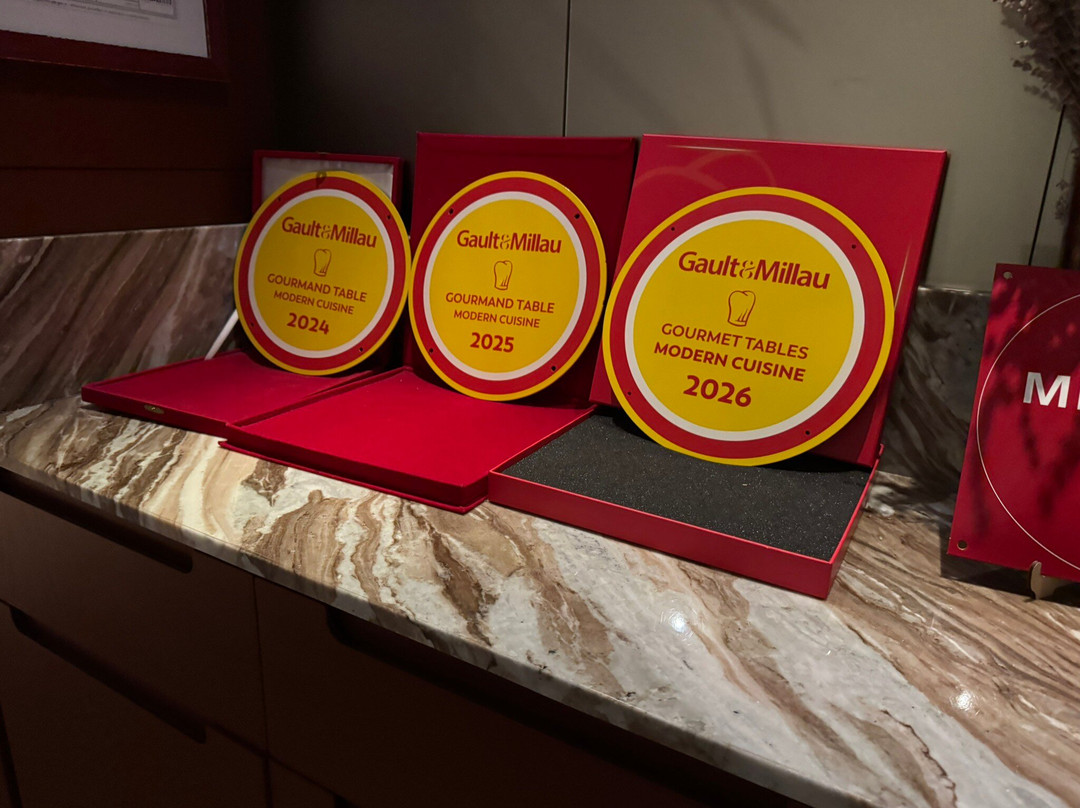 Gault&Millau
GOURMAND TABLE
MODERN CUISINE
2024
Gault&Millau
GOURMAND TABLE
MODERN CUISINE
2025
Gault&Millau
GOURMET TABLES
MODERN CUISINE
2026